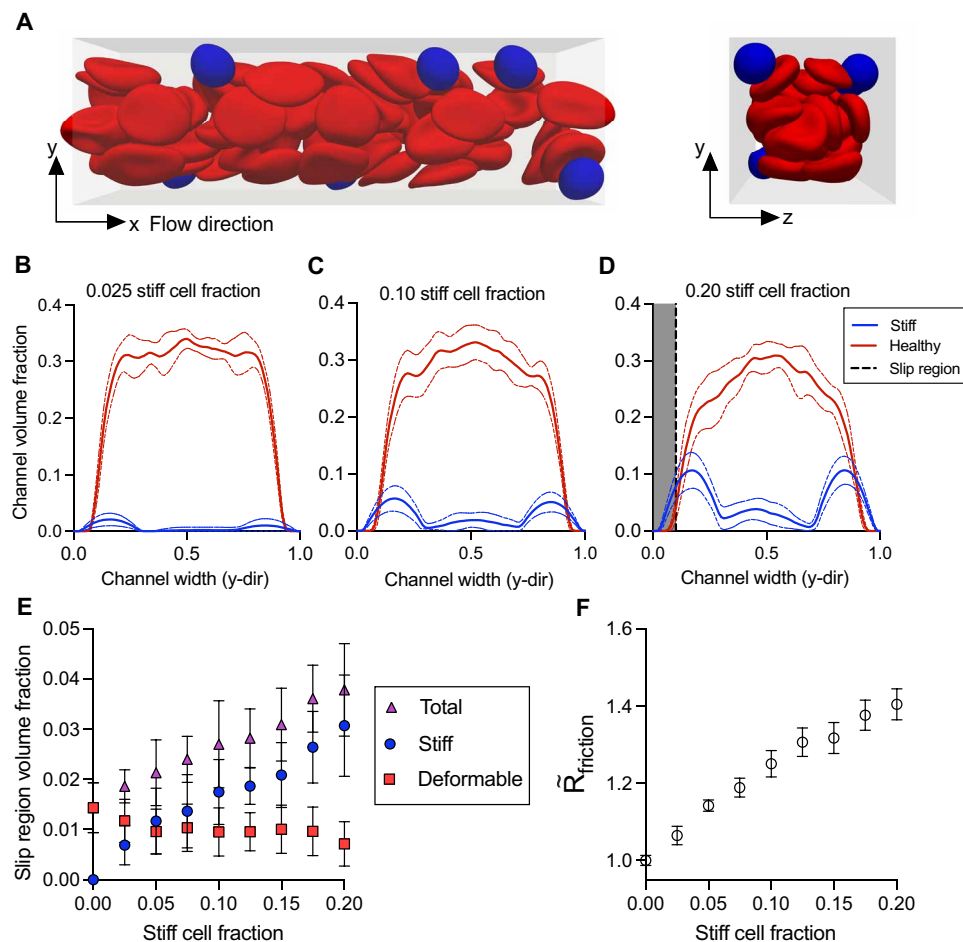 A
y
x Flow direction
y
z
B
C
D
0.025 stiff cell fraction
0.10 stiff cell fraction
0.20 stiff cell fraction
Channel volume fraction
0.4
0.3
0.2
0.1
0.0
0.0 0.5 1.0
Channel width (y-dir)
0.4
0.3
0.2
0.1
0.0
0.0 0.5 1.0
Channel width (y-dir)
0.4
0.3
0.2
0.1
0.0
0.0 0.5 1.0
Channel width (y-dir)
Stiff
Healthy
Slip region
E
Slip region volume fraction
0.05
0.04
0.03
0.02
0.01
0.00
0.00 0.05 0.10 0.15 0.20
Stiff cell fraction
Total
Stiff
Deformable
F
R̃friction
1.6
1.4
1.2
1.0
0.00 0.05 0.10 0.15 0.20
Stiff cell fraction